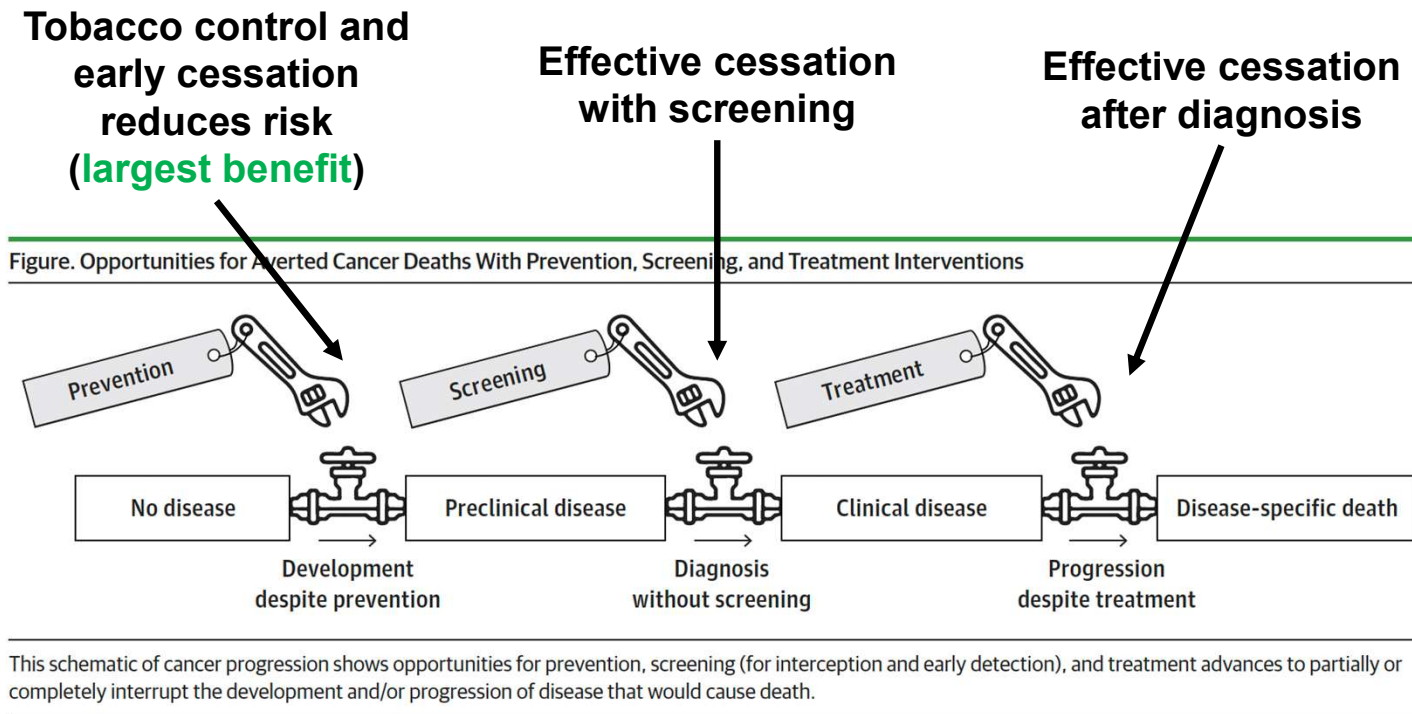 Tobacco control and
early cessation
reduces risk
(largest benefit)
Effective cessation
with screening
Effective cessation
after diagnosis
Figure. Opportunities for Averted Cancer Deaths With Prevention, Screening, and Treatment Interventions
Prevention
Screening
Treatment
No disease
Preclinical disease
Clinical disease
Disease-specific death
Development
despite prevention
Diagnosis
without screening
Progression
despite treatment
This schematic of cancer progression shows opportunities for prevention, screening (for interception and early detection), and treatment advances to partially or
completely interrupt the development and/or progression of disease that would cause death.